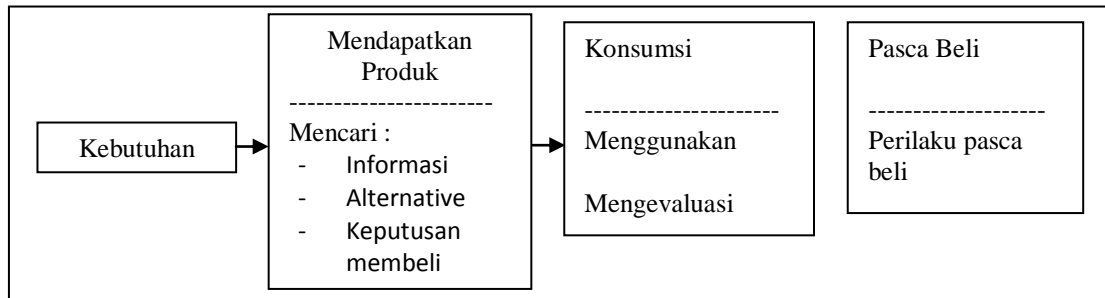 Kebutuhan
Mendapatkan
Produk
-----------------------
Mencari :
- Informasi
- Alternative
- Keputusan
membeli
Konsumsi
----------------------
Menggunakan
Mengevaluasi
Pasca Beli
--------------------
Perilaku pasca
beli